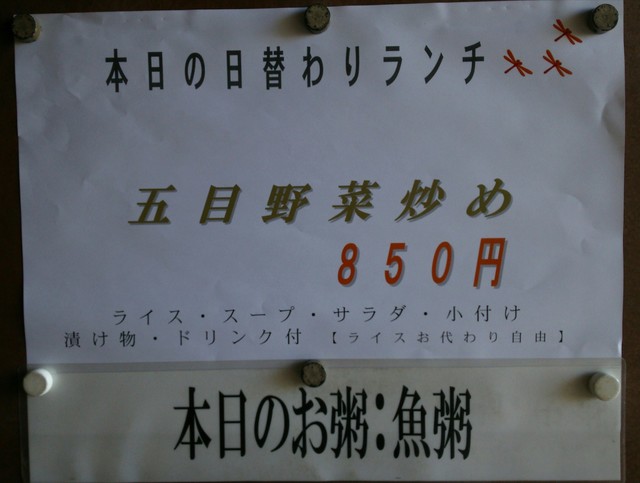 本日の日替わりランチ
五目野菜炒め
850円
ライス・スープ・サラダ・小付け
漬け物・ドリンク付 【ライスお代わり自由】
本日のお粥:魚粥